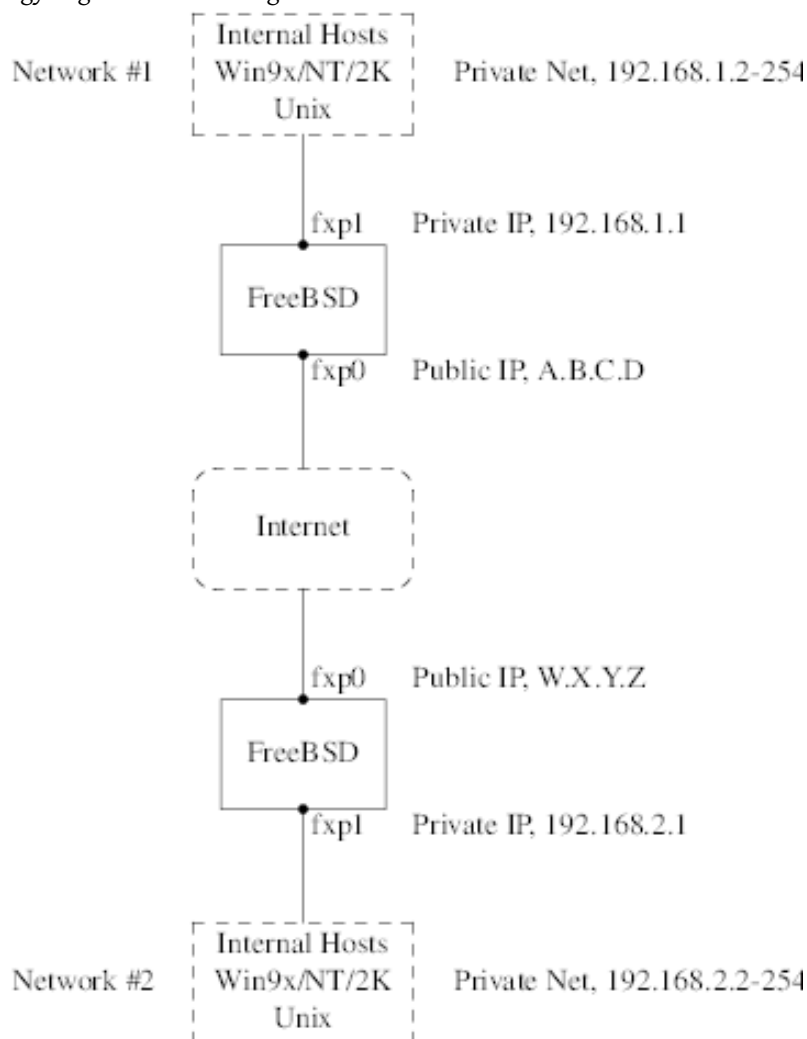 Internal Hosts
Network #1 Win9x/NT/2K Private Net, 192.168.1.2-254
Unix
fxp1 Private IP, 192.168.1.1
FreeBSD
fxp0 Public IP, A.B.C.D
Internet
fxp0 Public IP, W.X.Y.Z
FreeBSD
fxp1 Private IP, 192.168.2.1
Internal Hosts
Network #2 Win9x/NT/2K Private Net, 192.168.2.2-254
Unix